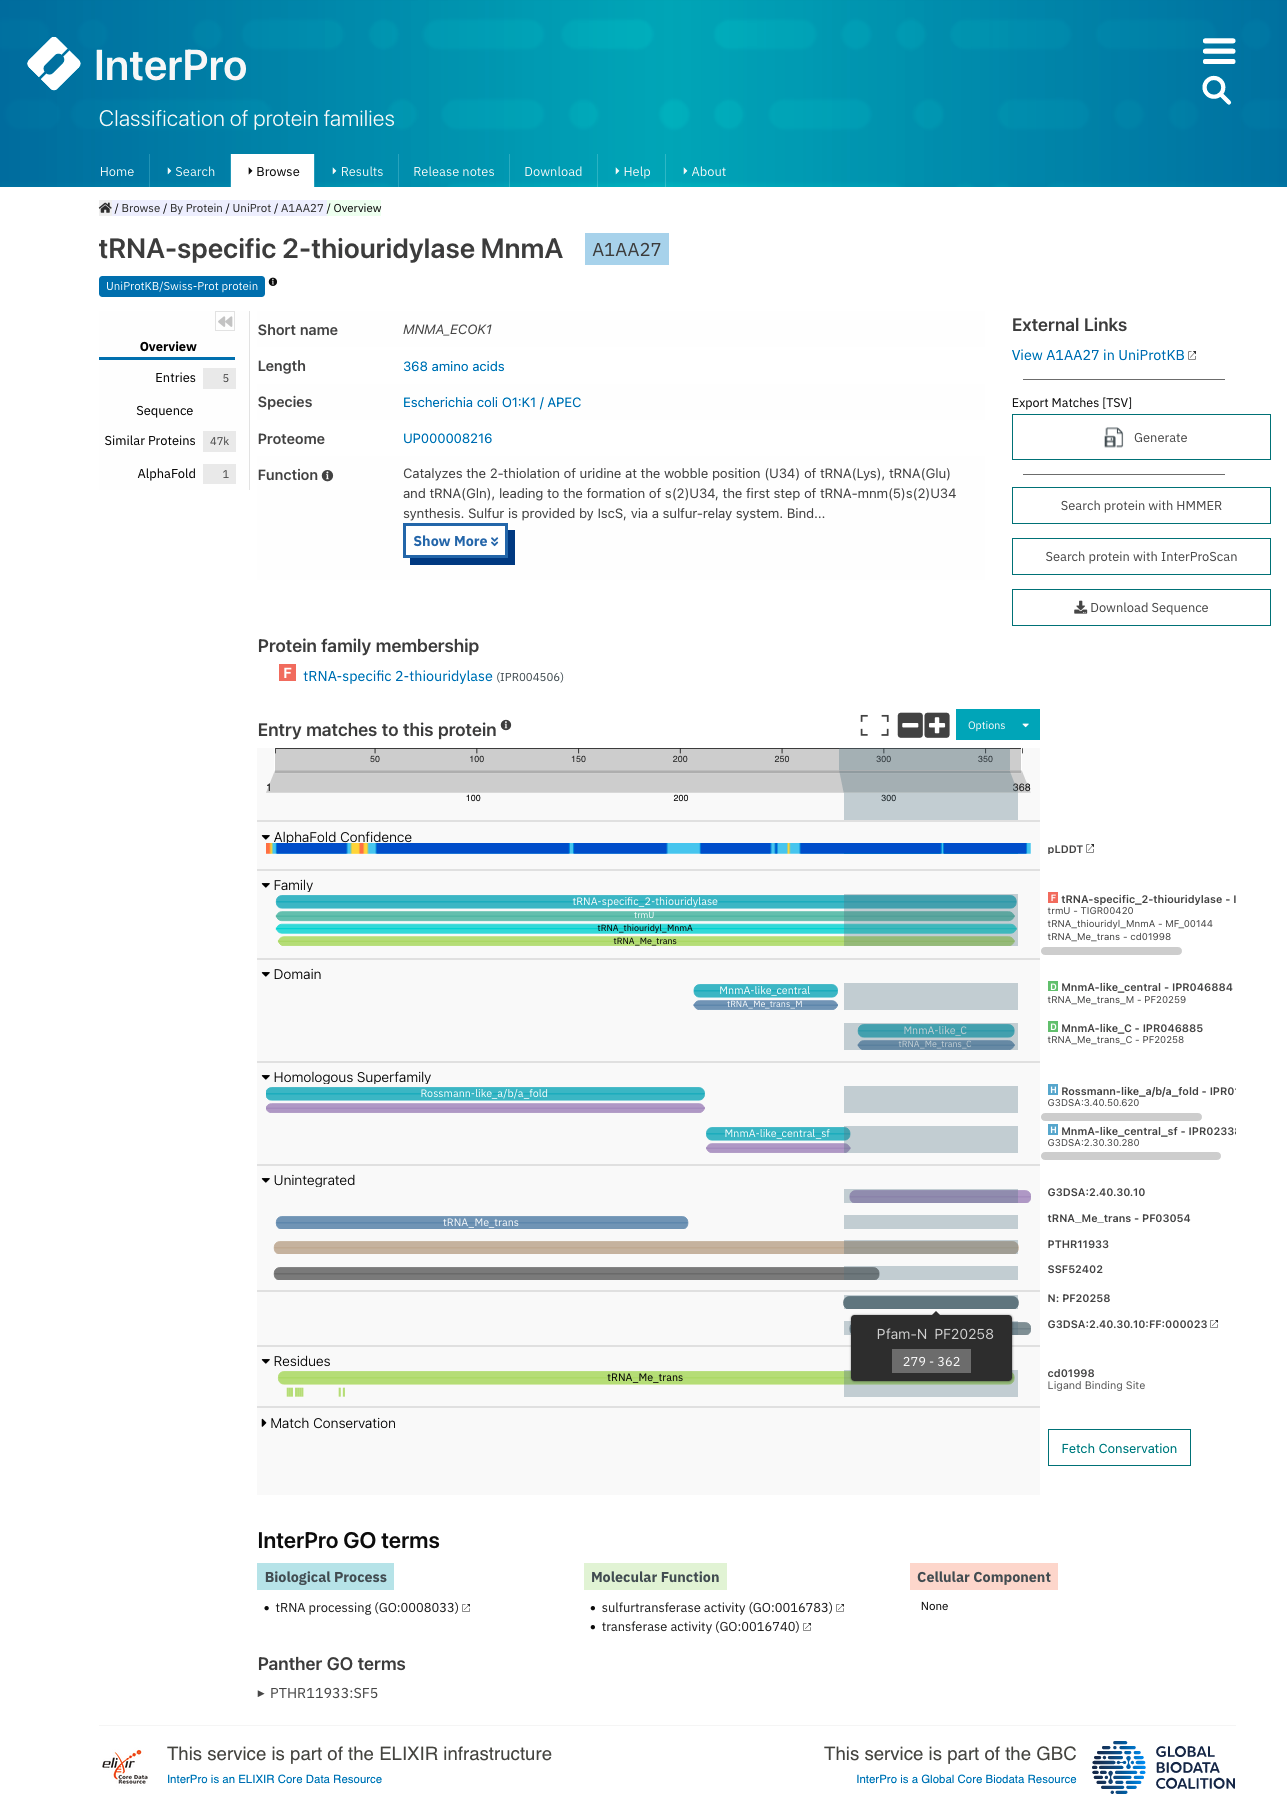 InterPro
Classification of protein families
Home Search Browse Results Release notes Download Help About
/ Browse / By Protein / UniProt / A1AA27 / Overview
tRNA-specific 2-thiouridylase MnmA A1AA27
UniProtKB/Swiss-Prot protein
Overview
Entries 5
Sequence
Similar Proteins 47k
AlphaFold 1
Short name MNMA_ECOK1
Length 368 amino acids
Species Escherichia coli O1:K1 / APEC
Proteome UP000008216
Function Catalyzes the 2-thiolation of uridine at the wobble position (U34) of tRNA(Lys), tRNA(Glu)
and tRNA(Gln), leading to the formation of s(2)U34, the first step of tRNA-mnm(5)s(2)U34
synthesis. Sulfur is provided by IscS, via a sulfur-relay system. Bind...
Show More
External Links
View A1AA27 in UniProtKB
Export Matches [TSV]
Generate
Search protein with HMMER
Search protein with InterProScan
Download Sequence
Protein family membership
F tRNA-specific 2-thiouridylase (IPR004506)
Entry matches to this protein
Options
50 100 150 200 250 300 350
1 368
100 200 300
AlphaFold Confidence
pLDDT
Family
tRNA-specific_2-thiouridylase
trmU
tRNA_thiouridyl_MnmA
tRNA_Me_trans
F tRNA-specific_2-thiouridylase - I
trmU - TIGR00420
tRNA_thiouridyl_MnmA - MF_00144
tRNA_Me_trans - cd01998
Domain
MnmA-like_central
tRNA_Me_trans_M
D MnmA-like_central - IPR046884
tRNA_Me_trans_M - PF20259
MnmA-like_C
tRNA_Me_trans_C
D MnmA-like_C - IPR046885
tRNA_Me_trans_C - PF20258
Homologous Superfamily
Rossmann-like_a/b/a_fold
H Rossmann-like_a/b/a_fold - IPR0
G3DSA:3.40.50.620
MnmA-like_central_sf
H MnmA-like_central_sf - IPR0233
G3DSA:2.30.30.280
Unintegrated
G3DSA:2.40.30.10
tRNA_Me_trans
tRNA_Me_trans - PF03054
PTHR11933
SSF52402
N: PF20258
G3DSA:2.40.30.10:FF:000023
Pfam-N PF20258
279 - 362
Residues
tRNA_Me_trans
cd01998
Ligand Binding Site
Match Conservation
Fetch Conservation
InterPro GO terms
Biological Process
tRNA processing (GO:0008033)
Molecular Function
sulfurtransferase activity (GO:0016783)
transferase activity (GO:0016740)
Cellular Component
None
Panther GO terms
PTHR11933:SF5
elixir
Core Data
Resource
This service is part of the ELIXIR infrastructure
InterPro is an ELIXIR Core Data Resource
This service is part of the GBC
InterPro is a Global Core Biodata Resource
GLOBAL
BIODATA
COALITION